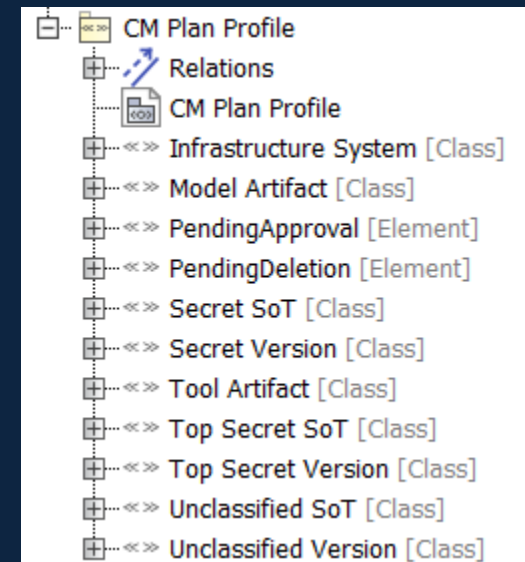 CM Plan Profile
Relations
CM Plan Profile
«» Infrastructure System [Class]
«» Model Artifact [Class]
«» PendingApproval [Element]
«» PendingDeletion [Element]
«» Secret SoT [Class]
«» Secret Version [Class]
«» Tool Artifact [Class]
«» Top Secret SoT [Class]
«» Top Secret Version [Class]
«» Unclassified SoT [Class]
«» Unclassified Version [Class]